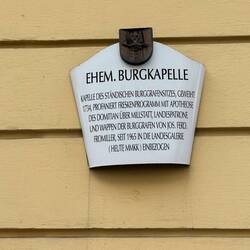 EHEM. BURGKAPELLE
KAPELLE DES STÄNDISCHEN BURGGRAFENSITZES, GEWEIHT
1734, PROFANIERT FRESKENPROGRAMM MIT APOTHEOSE
DES DOMITIAN ÜBER MILLSTATT, LANDESPATRONE
UND WAPPEN DER BURGGRAFEN VON JOS. FERD.
FROMILLER, SEIT 1965 IN DIE LANDESGALERIE
( HEUTE MMKK ) EINBEZOGEN